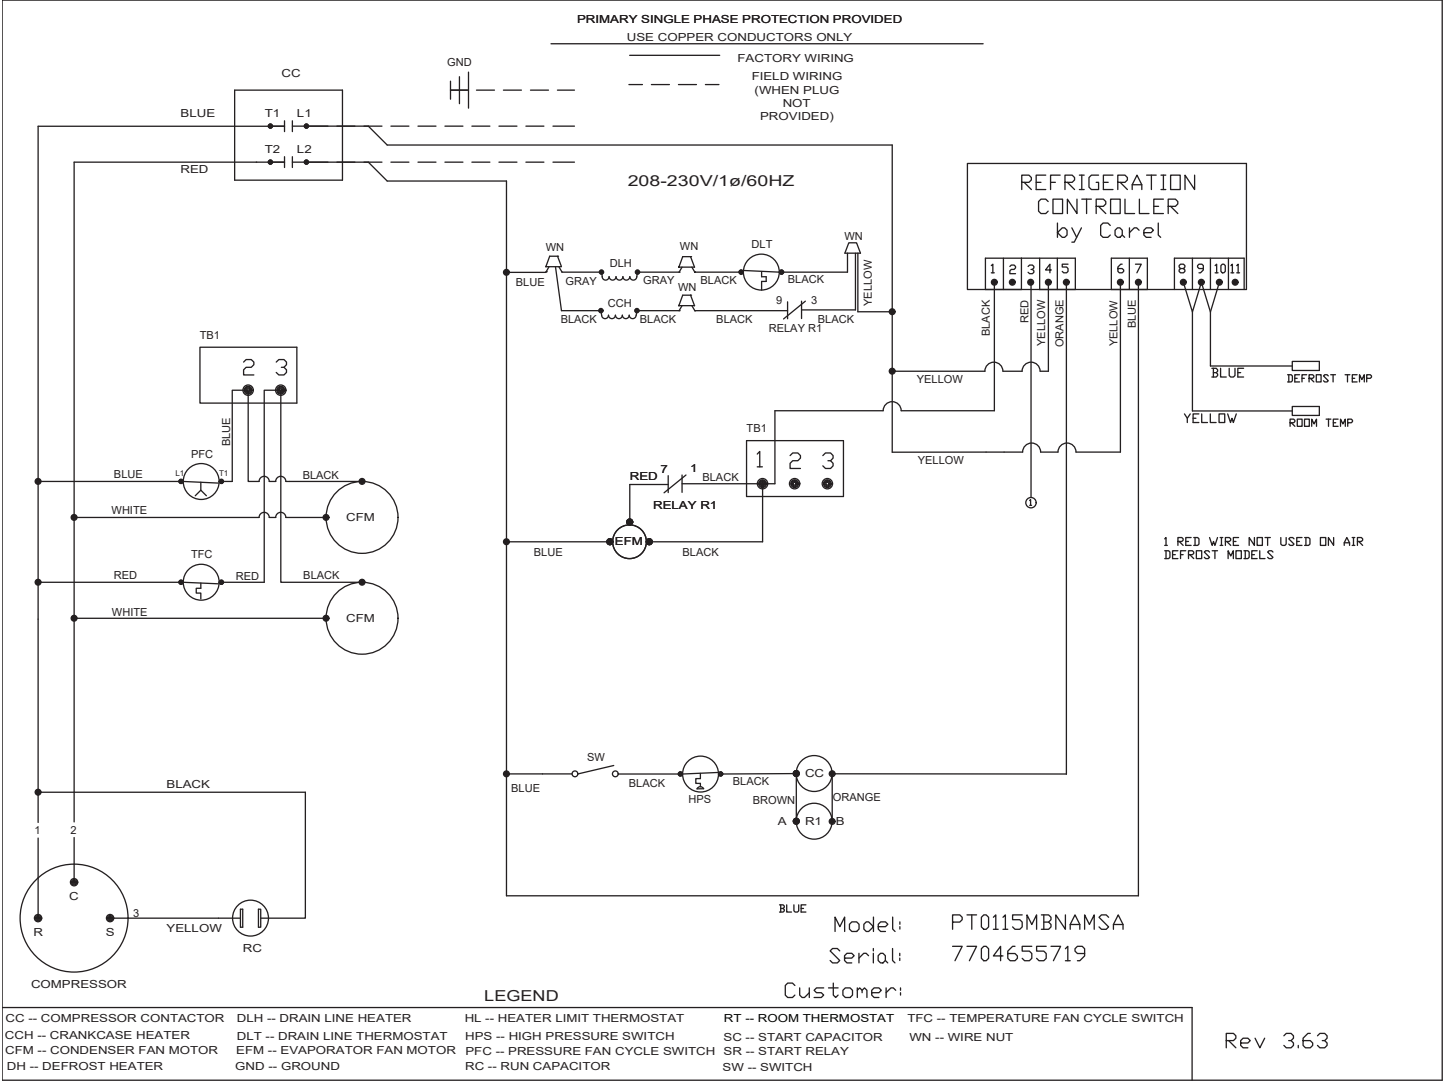 PRIMARY SINGLE PHASE PROTECTION PROVIDED
USE COPPER CONDUCTORS ONLY
FACTORY WIRING
FIELD WIRING
(WHEN PLUG
NOT
PROVIDED)
GND
CC
BLUE
T1 L1
T2 L2
RED
208-230V/1ø/60HZ
REFRIGERATION
CONTROLLER
by Carel
1 2 3 4 5 6 7 8 9 10 11
BLACK
RED
YELLOW
ORANGE
YELLOW
BLUE
WN
DLH
WN
DLT
WN
BLUE
GRAY
GRAY
BLACK
BLACK
YELLOW
CCH
WN
9 3
BLACK
BLACK
BLACK
RELAY R1
BLACK
YELLOW
BLUE
DEFROST TEMP
YELLOW
ROOM TEMP
TB1
2 3
BLUE
PFC
BLUE
L1
T1
BLACK
CFM
WHITE
TFC
RED
RED
BLACK
CFM
WHITE
TB1
1 2 3
YELLOW
RED
7
1
BLACK
RELAY R1
EFM
BLUE
BLACK
1
1 RED WIRE NOT USED ON AIR
DEFROST MODELS
BLACK
1
2
C
R
S
3
YELLOW
RC
COMPRESSOR
SW
BLUE
BLACK
HPS
BLACK
CC
BROWN
ORANGE
A
R1
B
BLUE
Model: PT0115MBNAMSA
Serial: 7704655719
Customer:
LEGEND
CC -- COMPRESSOR CONTACTOR DLH -- DRAIN LINE HEATER HL -- HEATER LIMIT THERMOSTAT RT -- ROOM THERMOSTAT TFC -- TEMPERATURE FAN CYCLE SWITCH
CCH -- CRANKCASE HEATER DLT -- DRAIN LINE THERMOSTAT HPS -- HIGH PRESSURE SWITCH SC -- START CAPACITOR WN -- WIRE NUT
CFM -- CONDENSER FAN MOTOR EFM -- EVAPORATOR FAN MOTOR PFC -- PRESSURE FAN CYCLE SWITCH SR -- START RELAY
DH -- DEFROST HEATER GND -- GROUND RC -- RUN CAPACITOR SW -- SWITCH
Rev 3.63